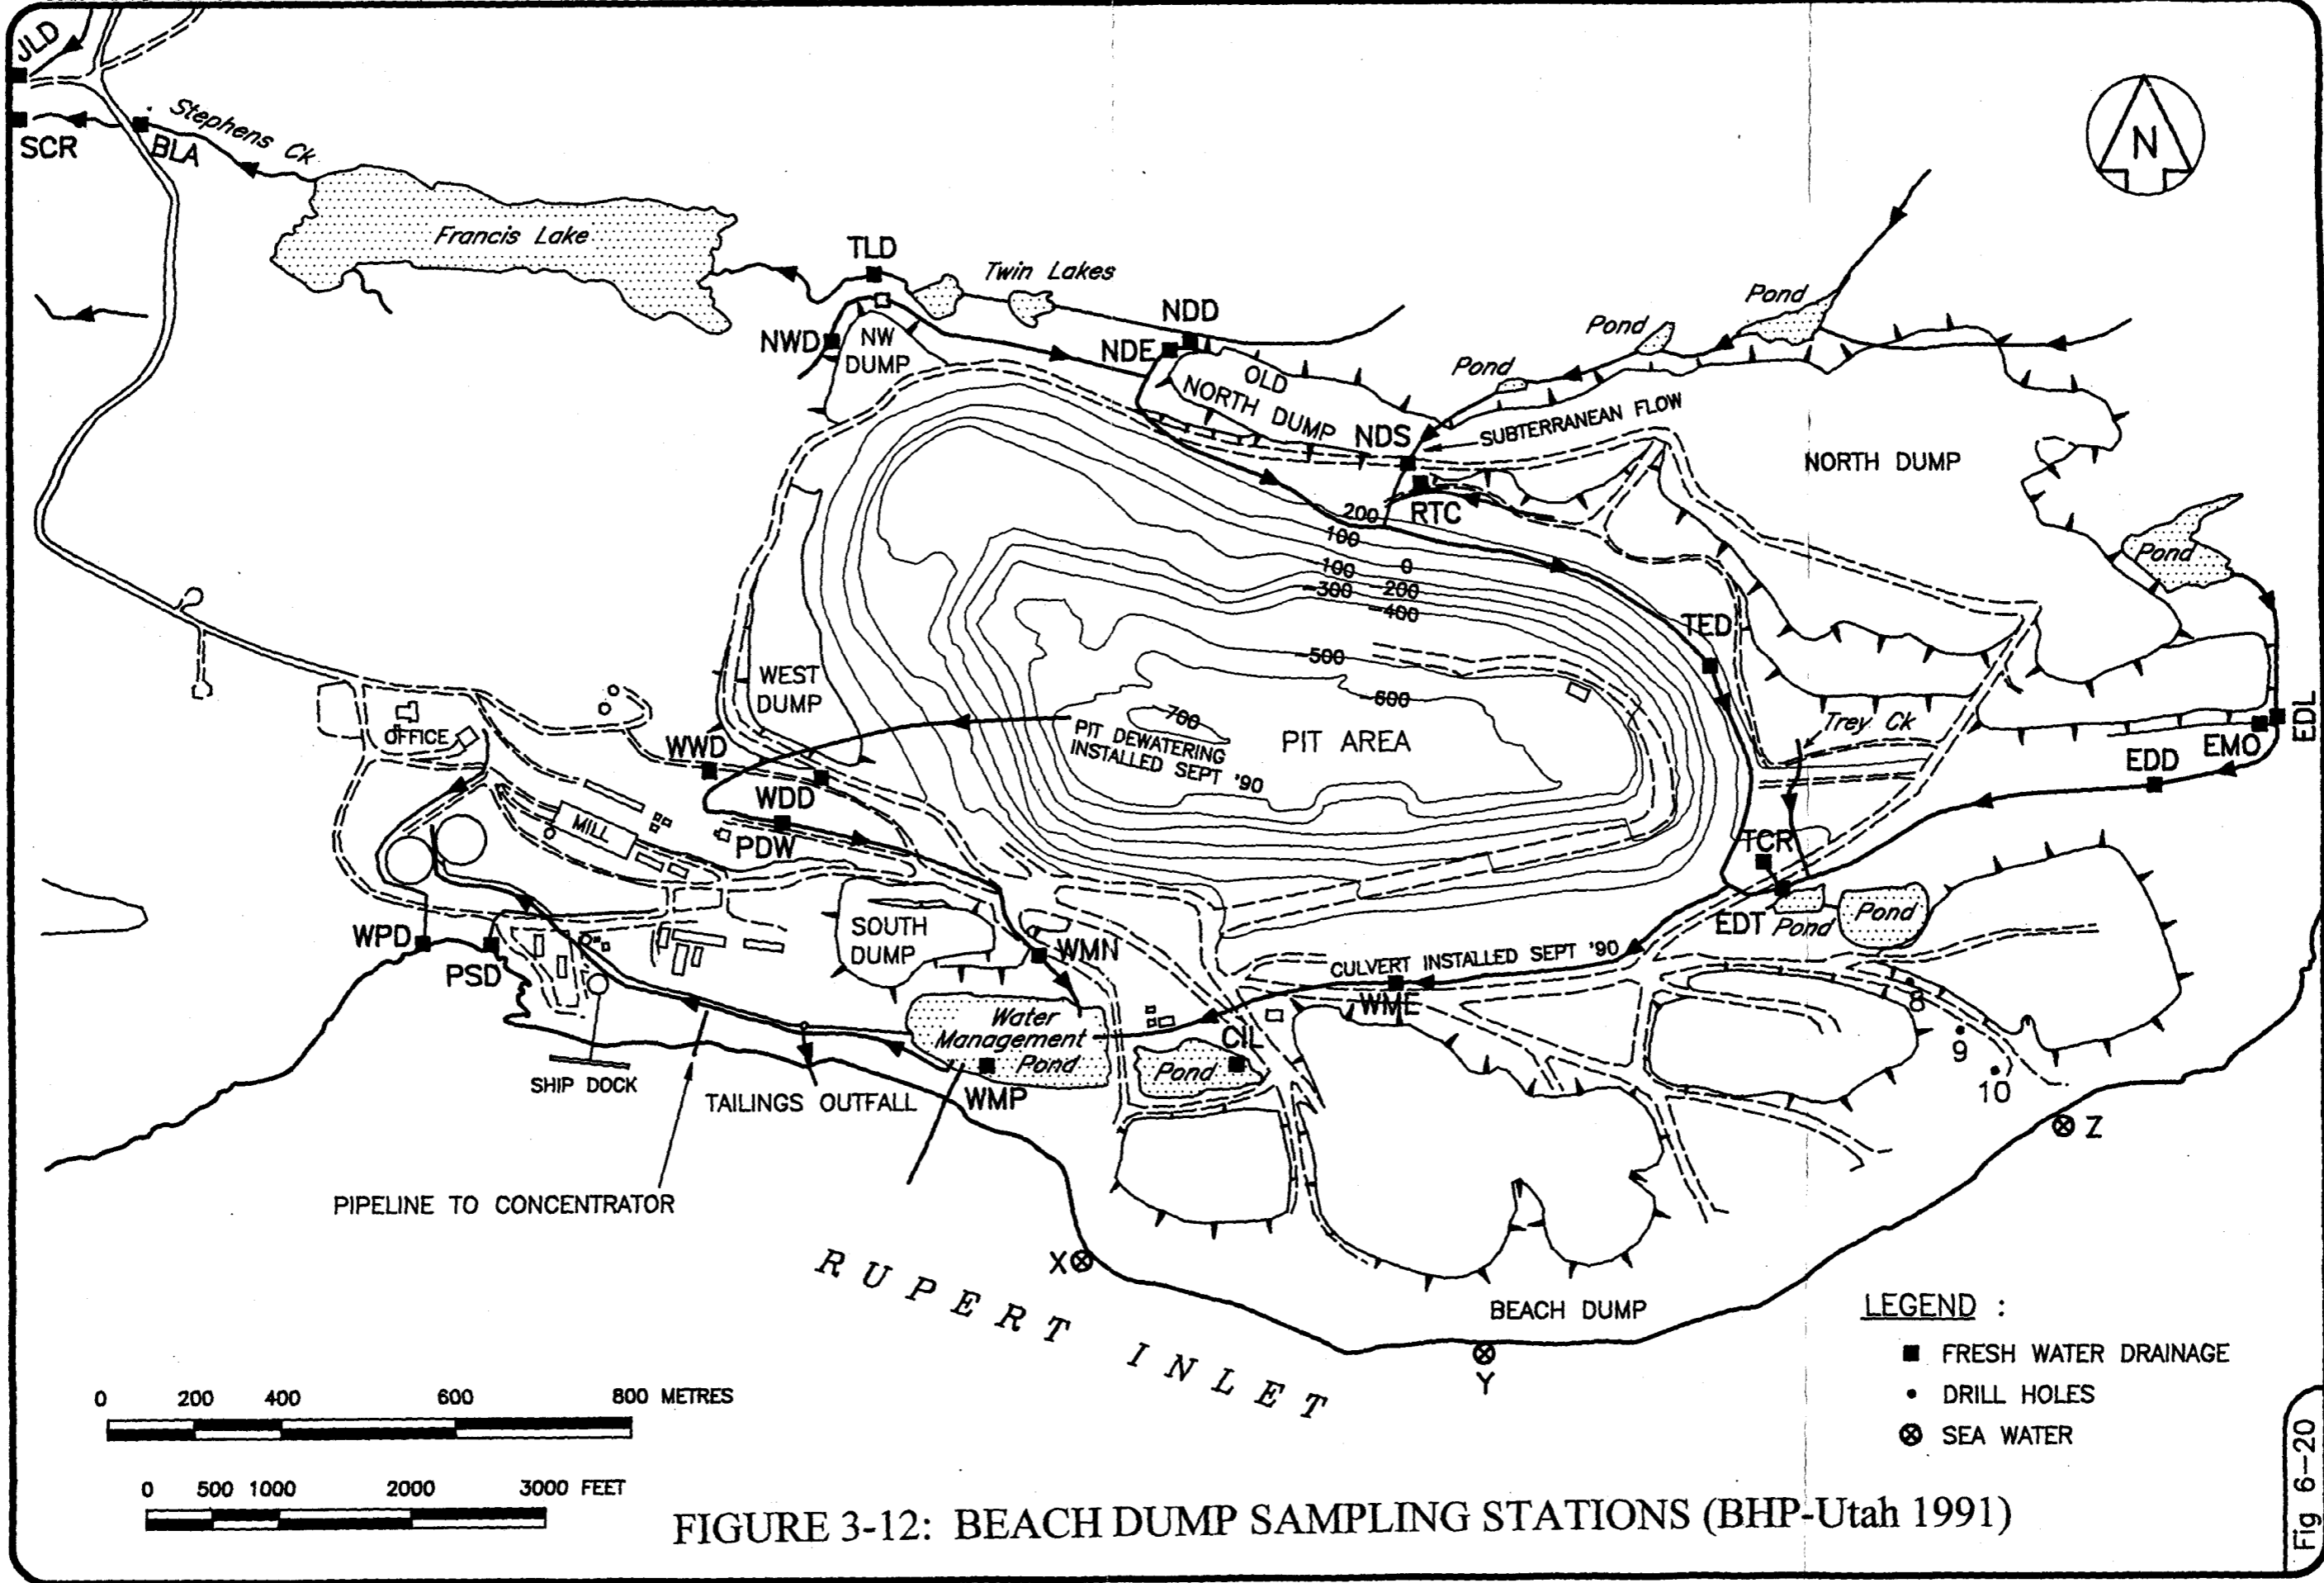 JLD
SCR
BLA
Stephens Ck
N
Francis Lake
TLD
Twin Lakes
NDD
Pond
Pond
Pond
NWD
NW
DUMP
NDE
OLD
NORTH DUMP
NDS
SUBTERRANEAN FLOW
NORTH DUMP
RTC
200
100
0
-100
-200
-300
-400
-500
-600
-700
Pond
TED
WEST
DUMP
PIT DEWATERING
INSTALLED SEPT '90
PIT AREA
Trey Ck
EDL
EMO
EDD
OFFICE
WWD
WDD
MILL
PDW
TCR
EDT
Pond
Pond
WPD
PSD
SOUTH
DUMP
WMN
CULVERT INSTALLED SEPT '90
WME
8
9
10
Water
Management
Pond
WMP
Pond
CIL
SHIP DOCK
TAILINGS OUTFALL
Z
PIPELINE TO CONCENTRATOR
X
RUPERT INLET
BEACH DUMP
Y
LEGEND :
FRESH WATER DRAINAGE
DRILL HOLES
SEA WATER
0 200 400 600 800 METRES
0 500 1000 2000 3000 FEET
FIGURE 3-12: BEACH DUMP SAMPLING STATIONS (BHP-Utah 1991)
Fig 6-20